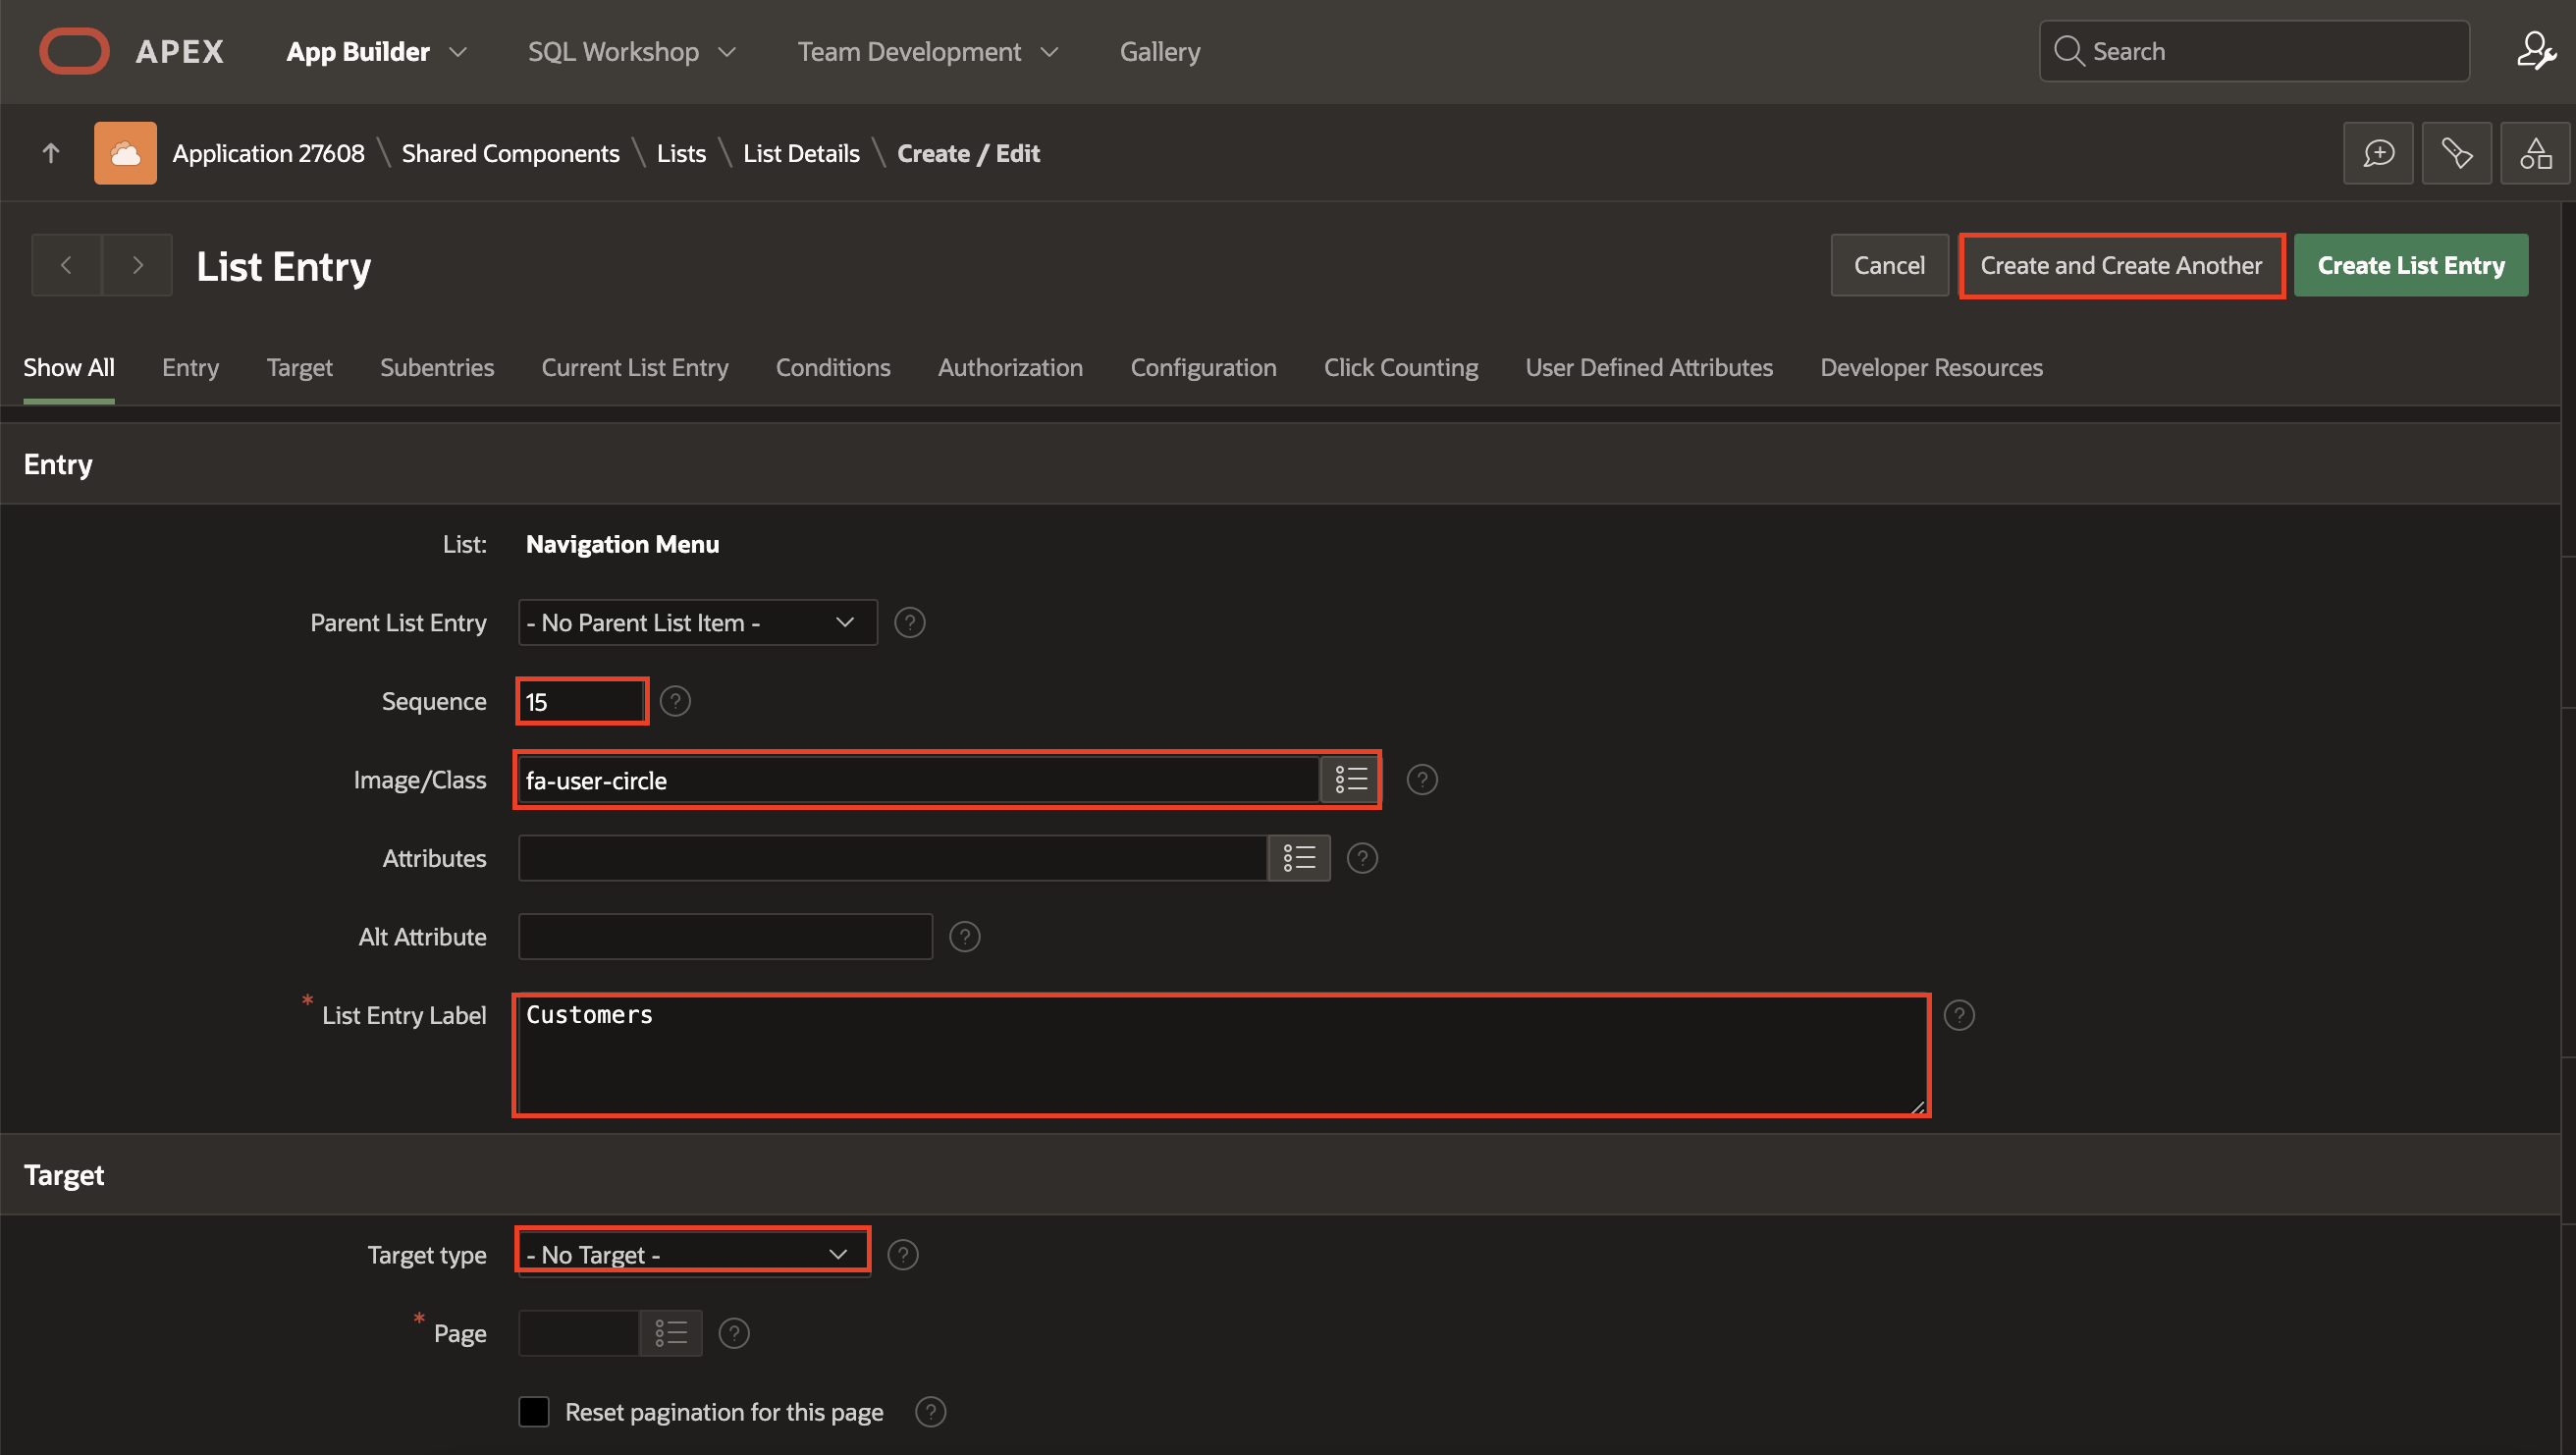 APEX App Builder SQL Workshop Team Development Gallery Search
Application 27608 \ Shared Components \ Lists \ List Details \ Create / Edit
List Entry Cancel Create and Create Another Create List Entry
Show All Entry Target Subentries Current List Entry Conditions Authorization Configuration Click Counting User Defined Attributes Developer Resources
Entry
List: Navigation Menu
Parent List Entry - No Parent List Item - ?
Sequence 15 ?
Image/Class fa-user-circle ?
Attributes ?
Alt Attribute ?
* List Entry Label Customers ?
Target
Target type - No Target - ?
* Page ?
Reset pagination for this page ?